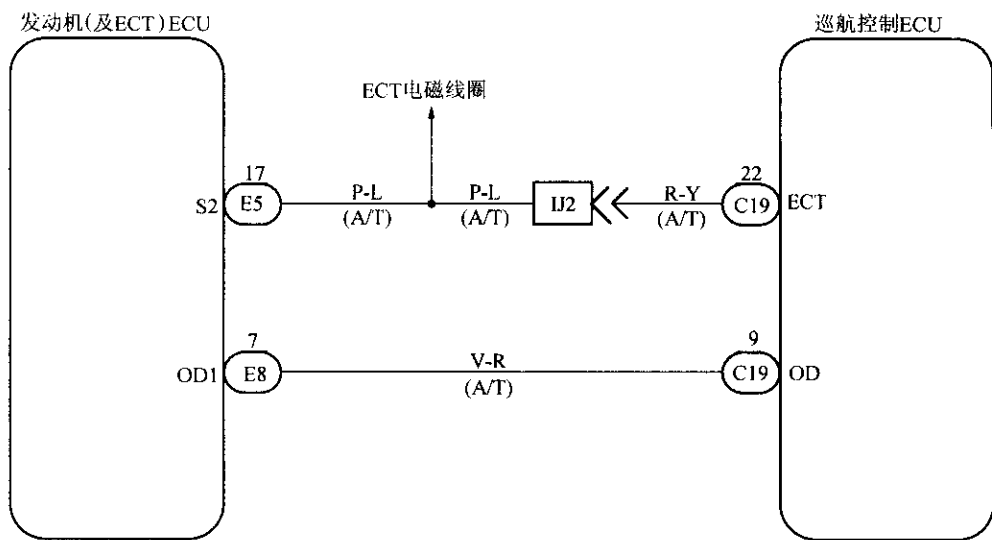 发动机(及ECT)ECU
巡航控制ECU
ECT电磁线圈
17
22
S2 E5 P-L P-L IJ2 R-Y C19 ECT
(A/T) (A/T) (A/T)
7
9
OD1 E8 V-R C19 OD
(A/T)